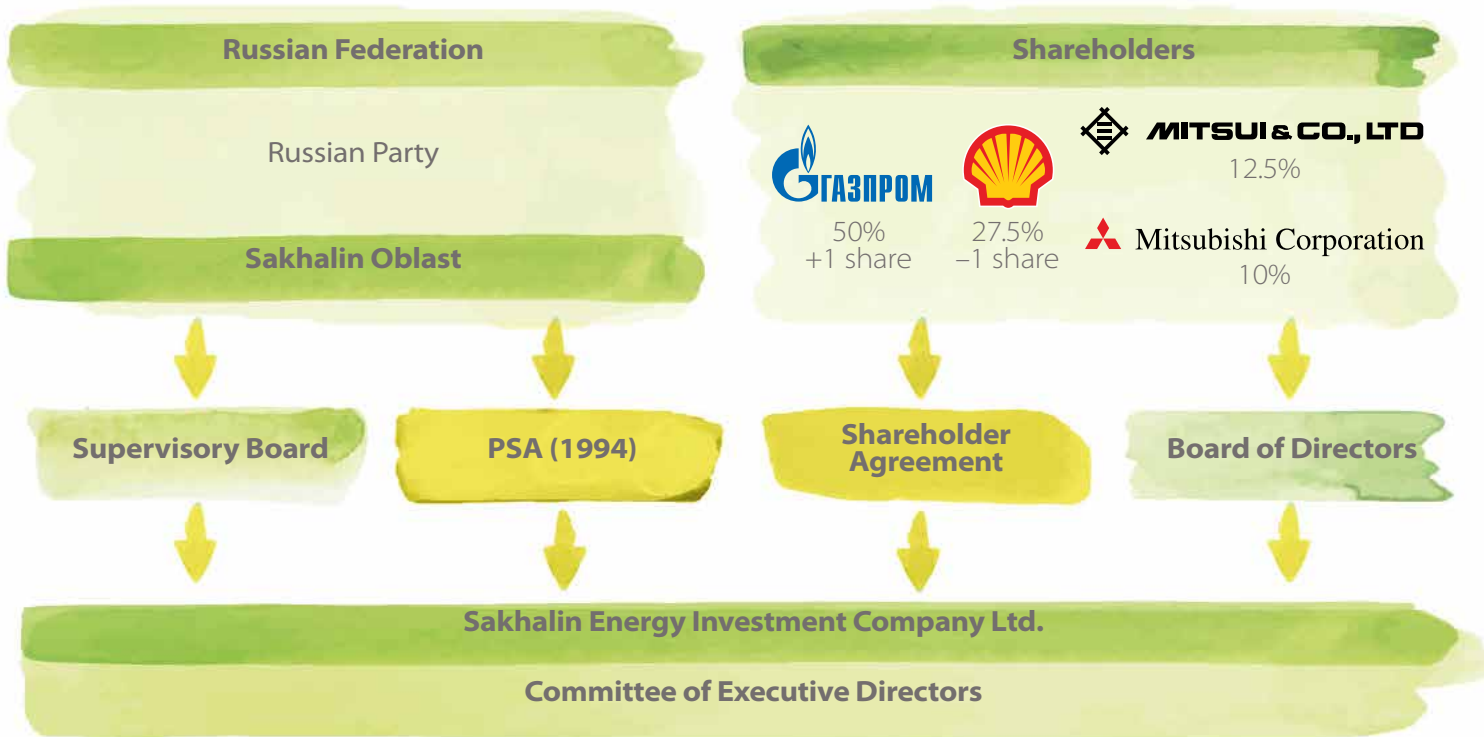 Russian Federation
Russian Party
Sakhalin Oblast
Shareholders
ГАЗПРОМ
50%
+1 share
27.5%
–1 share
MITSUI & CO., LTD
12.5%
Mitsubishi Corporation
10%
Supervisory Board
PSA (1994)
Shareholder
Agreement
Board of Directors
Sakhalin Energy Investment Company Ltd.
Committee of Executive Directors